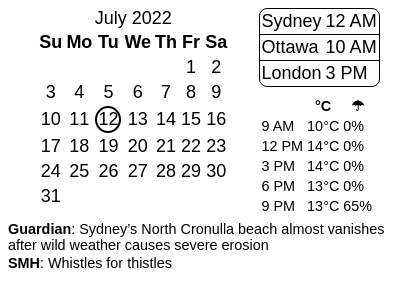 July 2022
Su Mo Tu We Th Fr Sa
1 2
3 4 5 6 7 8 9
10 11 12 13 14 15 16
17 18 19 20 21 22 23
24 25 26 27 28 29 30
31
Sydney 12 AM
Ottawa 10 AM
London 3 PM
°C ☂
9 AM 10°C 0%
12 PM 14°C 0%
3 PM 14°C 0%
6 PM 13°C 0%
9 PM 13°C 65%
Guardian: Sydney’s North Cronulla beach almost vanishes
after wild weather causes severe erosion
SMH: Whistles for thistles